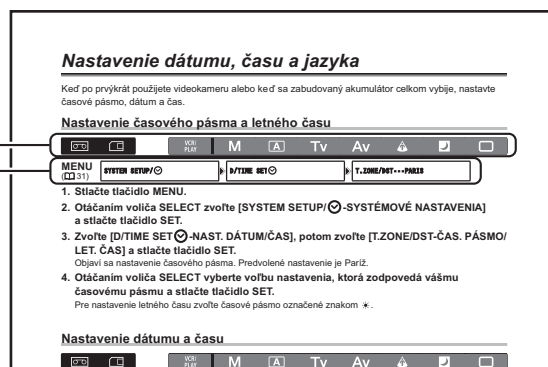 Nastavenie dátumu, času a jazyka
Keď po prvýkrát použijete videokameru alebo keď sa zabudovaný akumulátor celkom vybije, nastavte
časové pásmo, dátum a čas.
Nastavenie časového pásma a letného času
VCR/ PLAY M A Tv Av
MENU SYSTEM SETUP/ D/TIME SET T.ZONE/DST•••PARIS
( 31)
1. Stlačte tlačidlo MENU.
2. Otáčaním voliča SELECT zvoľte [SYSTEM SETUP/ -SYSTÉMOVÉ NASTAVENIA]
a stlačte tlačidlo SET.
3. Zvoľte [D/TIME SET -NAST. DÁTUM/ČAS], potom zvoľte [T.ZONE/DST-ČAS. PÁSMO/
LET. ČAS] a stlačte tlačidlo SET.
Objaví sa nastavenie časového pásma. Predvolené nastavenie je Paríž.
4. Otáčaním voliča SELECT vyberte voľbu nastavenia, ktorá zodpovedá vášmu
časovému pásmu a stlačte tlačidlo SET.
Pre nastavenie letného času zvoľte časové pásmo označené znakom ☀.
Nastavenie dátumu a času
VCR/ PLAY M A Tv Av